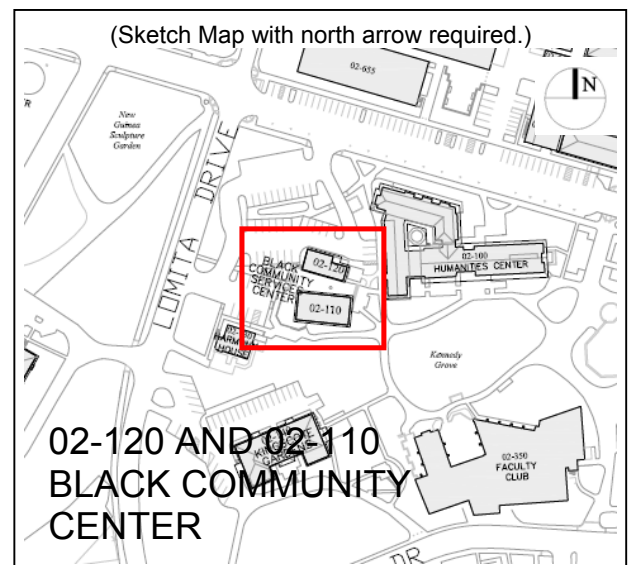 (Sketch Map with north arrow required.)
02-655
N
New
Guinea
Sculpture
Garden
LOMITA DRIVE
02-100
HUMANITIES CENTER
BLACK
COMMUNITY
SERVICE
CENTER
02-120
02-110
HOUSE
Kennedy
Grove
02-350
FACULTY
CLUB
02-120 AND 02-110
BLACK COMMUNITY
CENTER
DR